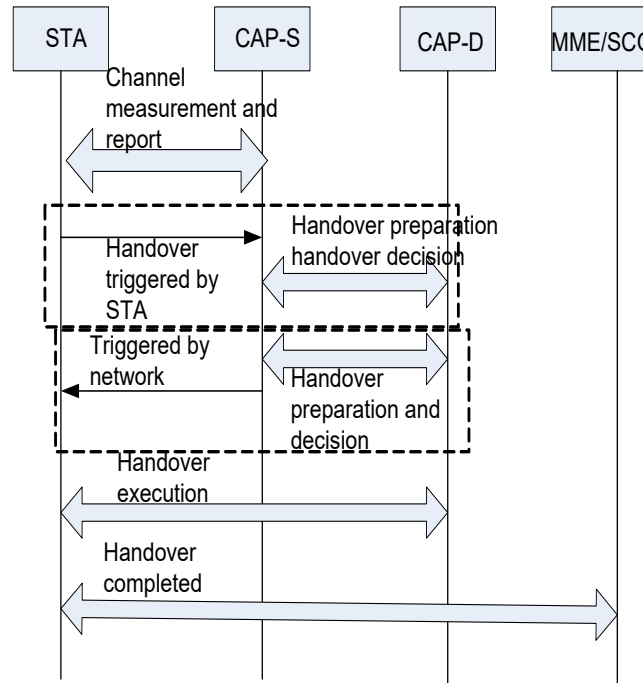 STA
CAP-S
CAP-D
MME/SCC
Channel
measurement and
report
Handover preparation
handover decision
Handover
triggered by
STA
Triggered by
network
Handover
preparation and
decision
Handover
execution
Handover
completed